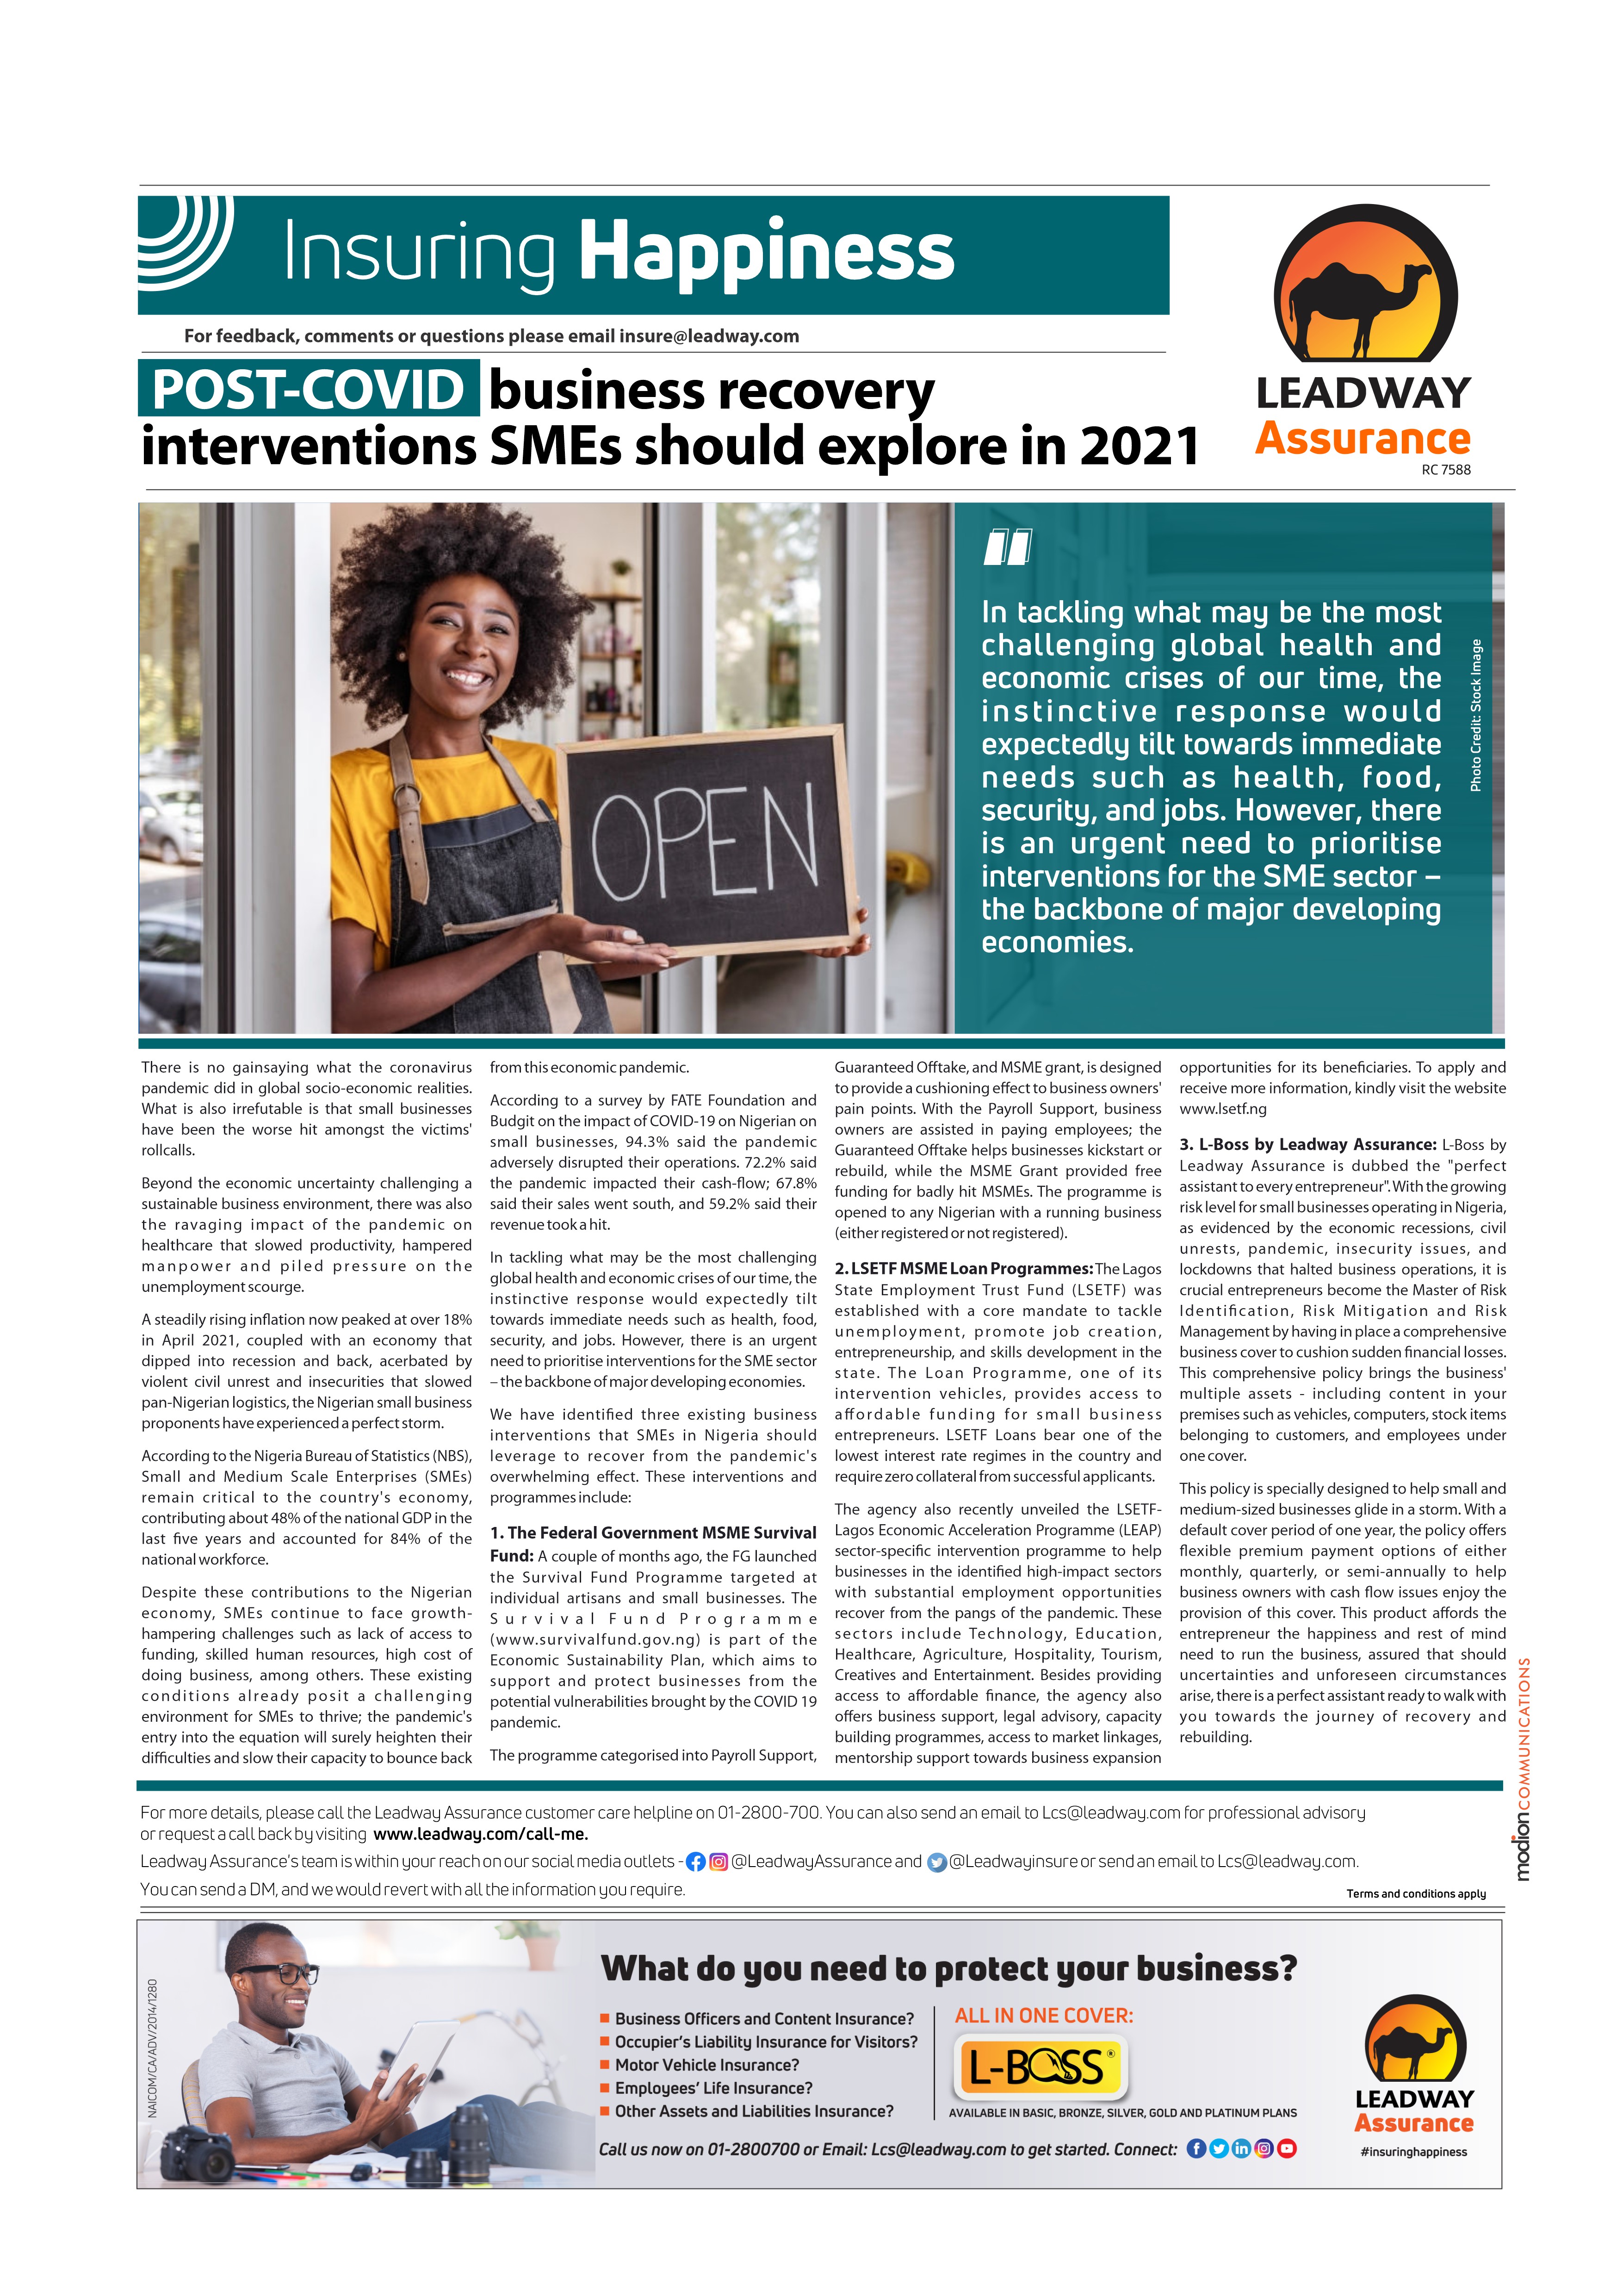 Insuring Happiness
For feedback, comments or questions please email insure@leadway.com
POST-COVID business recovery
interventions SMEs should explore in 2021
LEADWAY
Assurance
RC 7588
OPEN
In tackling what may be the most
challenging global health and
economic crises of our time, the
instinctive response would
expectedly tilt towards immediate
needs such as health, food,
security, and jobs. However, there
is an urgent need to prioritise
interventions for the SME sector –
the backbone of major developing
economies.
Photo Credit: Stock Image
There is no gainsaying what the coronavirus
pandemic did in global socio-economic realities.
What is also irrefutable is that small businesses
have been the worse hit amongst the victims'
rollcalls.
Beyond the economic uncertainty challenging a
sustainable business environment, there was also
the ravaging impact of the pandemic on
healthcare that slowed productivity, hampered
manpower and piled pressure on the
unemployment scourge.
A steadily rising inflation now peaked at over 18%
in April 2021, coupled with an economy that
dipped into recession and back, acerbated by
violent civil unrest and insecurities that slowed
pan-Nigerian logistics, the Nigerian small business
proponents have experienced a perfect storm.
According to the Nigeria Bureau of Statistics (NBS),
Small and Medium Scale Enterprises (SMEs)
remain critical to the country's economy,
contributing about 48% of the national GDP in the
last five years and accounted for 84% of the
national workforce.
Despite these contributions to the Nigerian
economy, SMEs continue to face growth-
hampering challenges such as lack of access to
funding, skilled human resources, high cost of
doing business, among others. These existing
conditions already posit a challenging
environment for SMEs to thrive; the pandemic's
entry into the equation will surely heighten their
difficulties and slow their capacity to bounce back
from this economic pandemic.
According to a survey by FATE Foundation and
Budgit on the impact of COVID-19 on Nigerian on
small businesses, 94.3% said the pandemic
adversely disrupted their operations. 72.2% said
the pandemic impacted their cash-flow; 67.8%
said their sales went south, and 59.2% said their
revenue took a hit.
In tackling what may be the most challenging
global health and economic crises of our time, the
instinctive response would expectedly tilt
towards immediate needs such as health, food,
security, and jobs. However, there is an urgent
need to prioritise interventions for the SME sector
– the backbone of major developing economies.
We have identified three existing business
interventions that SMEs in Nigeria should
leverage to recover from the pandemic's
overwhelming effect. These interventions and
programmes include:
1. The Federal Government MSME Survival
Fund: A couple of months ago, the FG launched
the Survival Fund Programme targeted at
individual artisans and small businesses. The
Survival Fund Programme
(www.survivalfund.gov.ng) is part of the
Economic Sustainability Plan, which aims to
support and protect businesses from the
potential vulnerabilities brought by the COVID 19
pandemic.
The programme categorised into Payroll Support,
Guaranteed Offtake, and MSME grant, is designed
to provide a cushioning effect to business owners'
pain points. With the Payroll Support, business
owners are assisted in paying employees; the
Guaranteed Offtake helps businesses kickstart or
rebuild, while the MSME Grant provided free
funding for badly hit MSMEs. The programme is
opened to any Nigerian with a running business
(either registered or not registered).
2. LSETF MSME Loan Programmes: The Lagos
State Employment Trust Fund (LSETF) was
established with a core mandate to tackle
unemployment, promote job creation,
entrepreneurship, and skills development in the
state. The Loan Programme, one of its
intervention vehicles, provides access to
affordable funding for small business
entrepreneurs. LSETF Loans bear one of the
lowest interest rate regimes in the country and
require zero collateral from successful applicants.
The agency also recently unveiled the LSETF-
Lagos Economic Acceleration Programme (LEAP)
sector-specific intervention programme to help
businesses in the identified high-impact sectors
with substantial employment opportunities
recover from the pangs of the pandemic. These
sectors include Technology, Education,
Healthcare, Agriculture, Hospitality, Tourism,
Creatives and Entertainment. Besides providing
access to affordable finance, the agency also
offers business support, legal advisory, capacity
building programmes, access to market linkages,
mentorship support towards business expansion
opportunities for its beneficiaries. To apply and
receive more information, kindly visit the website
www.lsetf.ng
3. L-Boss by Leadway Assurance: L-Boss by
Leadway Assurance is dubbed the "perfect
assistant to every entrepreneur". With the growing
risk level for small businesses operating in Nigeria,
as evidenced by the economic recessions, civil
unrests, pandemic, insecurity issues, and
lockdowns that halted business operations, it is
crucial entrepreneurs become the Master of Risk
Identification, Risk Mitigation and Risk
Management by having in place a comprehensive
business cover to cushion sudden financial losses.
This comprehensive policy brings the business'
multiple assets - including content in your
premises such as vehicles, computers, stock items
belonging to customers, and employees under
one cover.
This policy is specially designed to help small and
medium-sized businesses glide in a storm. With a
default cover period of one year, the policy offers
flexible premium payment options of either
monthly, quarterly, or semi-annually to help
business owners with cash flow issues enjoy the
provision of this cover. This product affords the
entrepreneur the happiness and rest of mind
need to run the business, assured that should
uncertainties and unforeseen circumstances
arise, there is a perfect assistant ready to walk with
you towards the journey of recovery and
rebuilding.
modion COMMUNICATIONS
For more details, please call the Leadway Assurance customer care helpline on 01-2800-700. You can also send an email to Lcs@leadway.com for professional advisory
or request a call back by visiting www.leadway.com/call-me.
Leadway Assurance's team is within your reach on our social media outlets - @LeadwayAssurance and @Leadwayinsure or send an email to Lcs@leadway.com.
You can send a DM, and we would revert with all the information you require.
Terms and conditions apply
NAICOM/CA/ADV/2014/1280
What do you need to protect your business?
Business Officers and Content Insurance?
Occupier's Liability Insurance for Visitors?
Motor Vehicle Insurance?
Employees' Life Insurance?
Other Assets and Liabilities Insurance?
ALL IN ONE COVER:
L-BOSS®
AVAILABLE IN BASIC, BRONZE, SILVER, GOLD AND PLATINUM PLANS
Call us now on 01-2800700 or Email: Lcs@leadway.com to get started. Connect:
LEADWAY
Assurance
#insuringhappiness